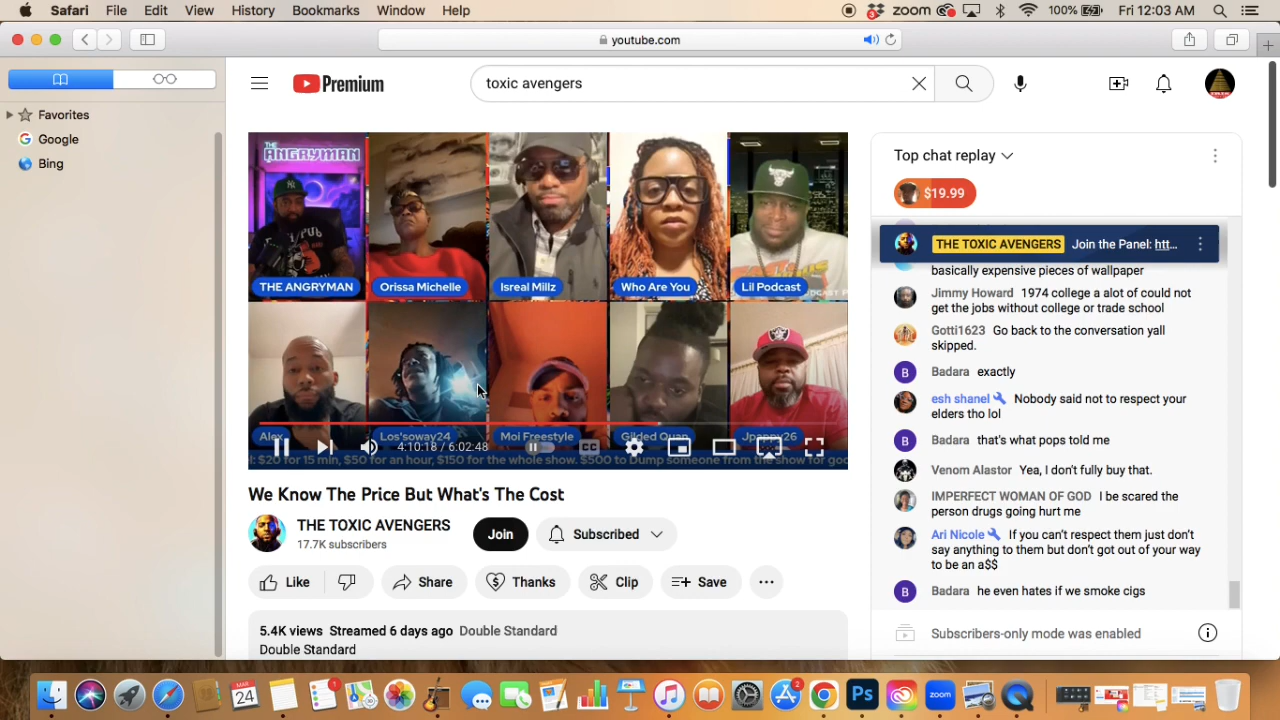 Safari File Edit View History Bookmarks Window Help
3
zoom
100%
Fri 12:03 AM
youtube.com
Favorites
Google
Bing
Premium
toxic avengers
THE ANGRYMAN
THE ANGRYMAN
Orissa Michelle
Isreal Millz
Who Are You
Lil Podcast
Alex
Los'soway24
Moi Freestyle
Gilded Quan
Jpappy26
4:10:18 / 6:02:48
CC
l: $20 for 15 min, $50 for an hour, $150 for the whole show. $500 to Dump someone from the show for goo
We Know The Price But What's The Cost
THE TOXIC AVENGERS
17.7K subscribers
Join
Subscribed
Like
Share
Thanks
Clip
Save
5.4K views Streamed 6 days ago Double Standard
Double Standard
Top chat replay
$19.99
THE TOXIC AVENGERS Join the Panel: htt...
basically expensive pieces of wallpaper
Jimmy Howard 1974 college a alot of could not
get the jobs without college or trade school
Gotti1623 Go back to the conversation yall
skipped.
B
Badara exactly
esh shanel Nobody said not to respect your
elders tho lol
B
Badara that's what pops told me
Venom Alastor Yea, I don't fully buy that.
IMPERFECT WOMAN OF GOD I be scared the
person drugs going hurt me
Ari Nicole If you can't respect them just don't
say anything to them but don't got out of your way
to be an a$$
B
Badara he even hates if we smoke cigs
Subscribers-only mode was enabled
MAR
24
1
2
Ps
zoom